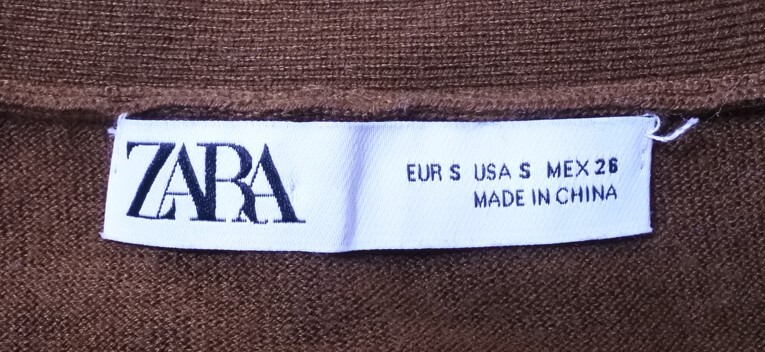 ZARA
EUR S USA S MEX 26
MADE IN CHINA